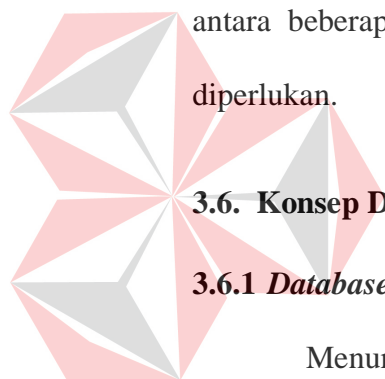 antara beberap
diperlukan.
3.6. Konsep D
3.6.1 Database
Menur